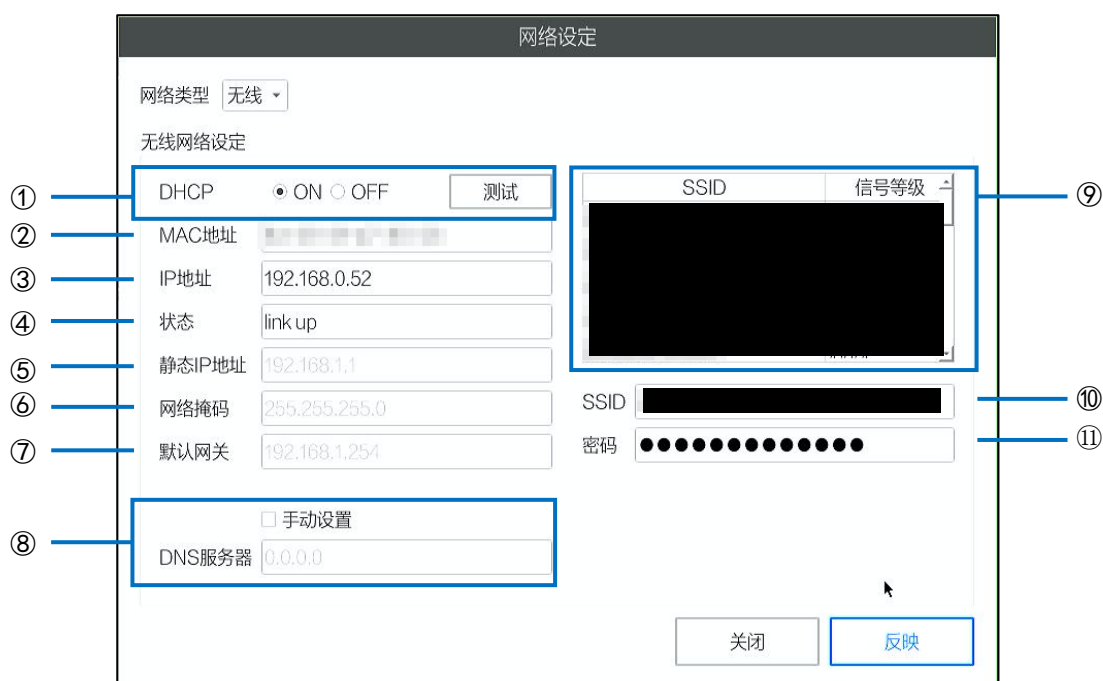 网络设定
网络类型 无线
无线网络设定
① DHCP ON OFF 测试
② MAC地址
③ IP地址 192.168.0.52
④ 状态 link up
⑤ 静态IP地址 192.168.1.1
⑥ 网络掩码 255.255.255.0
⑦ 默认网关 192.168.1.254
⑧ 手动设置
DNS服务器 0.0.0.0
SSID 信号等级 ⑨
SSID ⑩
密码 ●●●●●●●●●●●●● ⑪
关闭 反映